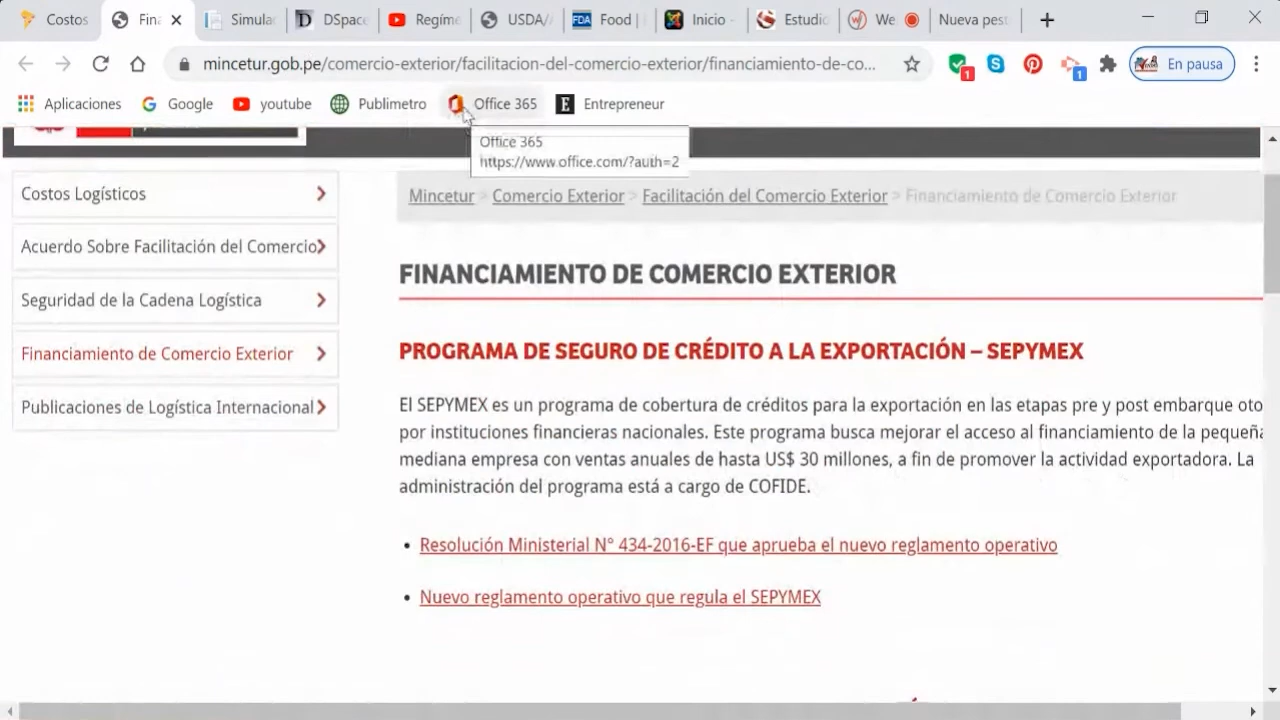 Costos
Fina
Simulac
DSpace
Regíme
USDA/
Food |
Inicio -
Estudio
We
Nueva pest
mincetur.gob.pe/comercio-exterior/facilitacion-del-comercio-exterior/financiamiento-de-co...
1
1
En pausa
Aplicaciones
Google
youtube
Publimetro
Office 365
Entrepreneur
Office 365
https://www.office.com/?auth=2
Costos Logísticos
Acuerdo Sobre Facilitación del Comercio
Seguridad de la Cadena Logística
Financiamiento de Comercio Exterior
Publicaciones de Logística Internacional
Mincetur > Comercio Exterior > Facilitación del Comercio Exterior > Financiamiento de Comercio Exterior
FINANCIAMIENTO DE COMERCIO EXTERIOR
PROGRAMA DE SEGURO DE CRÉDITO A LA EXPORTACIÓN – SEPYMEX
El SEPYMEX es un programa de cobertura de créditos para la exportación en las etapas pre y post embarque oto
por instituciones financieras nacionales. Este programa busca mejorar el acceso al financiamiento de la pequeña
mediana empresa con ventas anuales de hasta US$ 30 millones, a fin de promover la actividad exportadora. La
administración del programa está a cargo de COFIDE.
• Resolución Ministerial N° 434-2016-EF que aprueba el nuevo reglamento operativo
• Nuevo reglamento operativo que regula el SEPYMEX